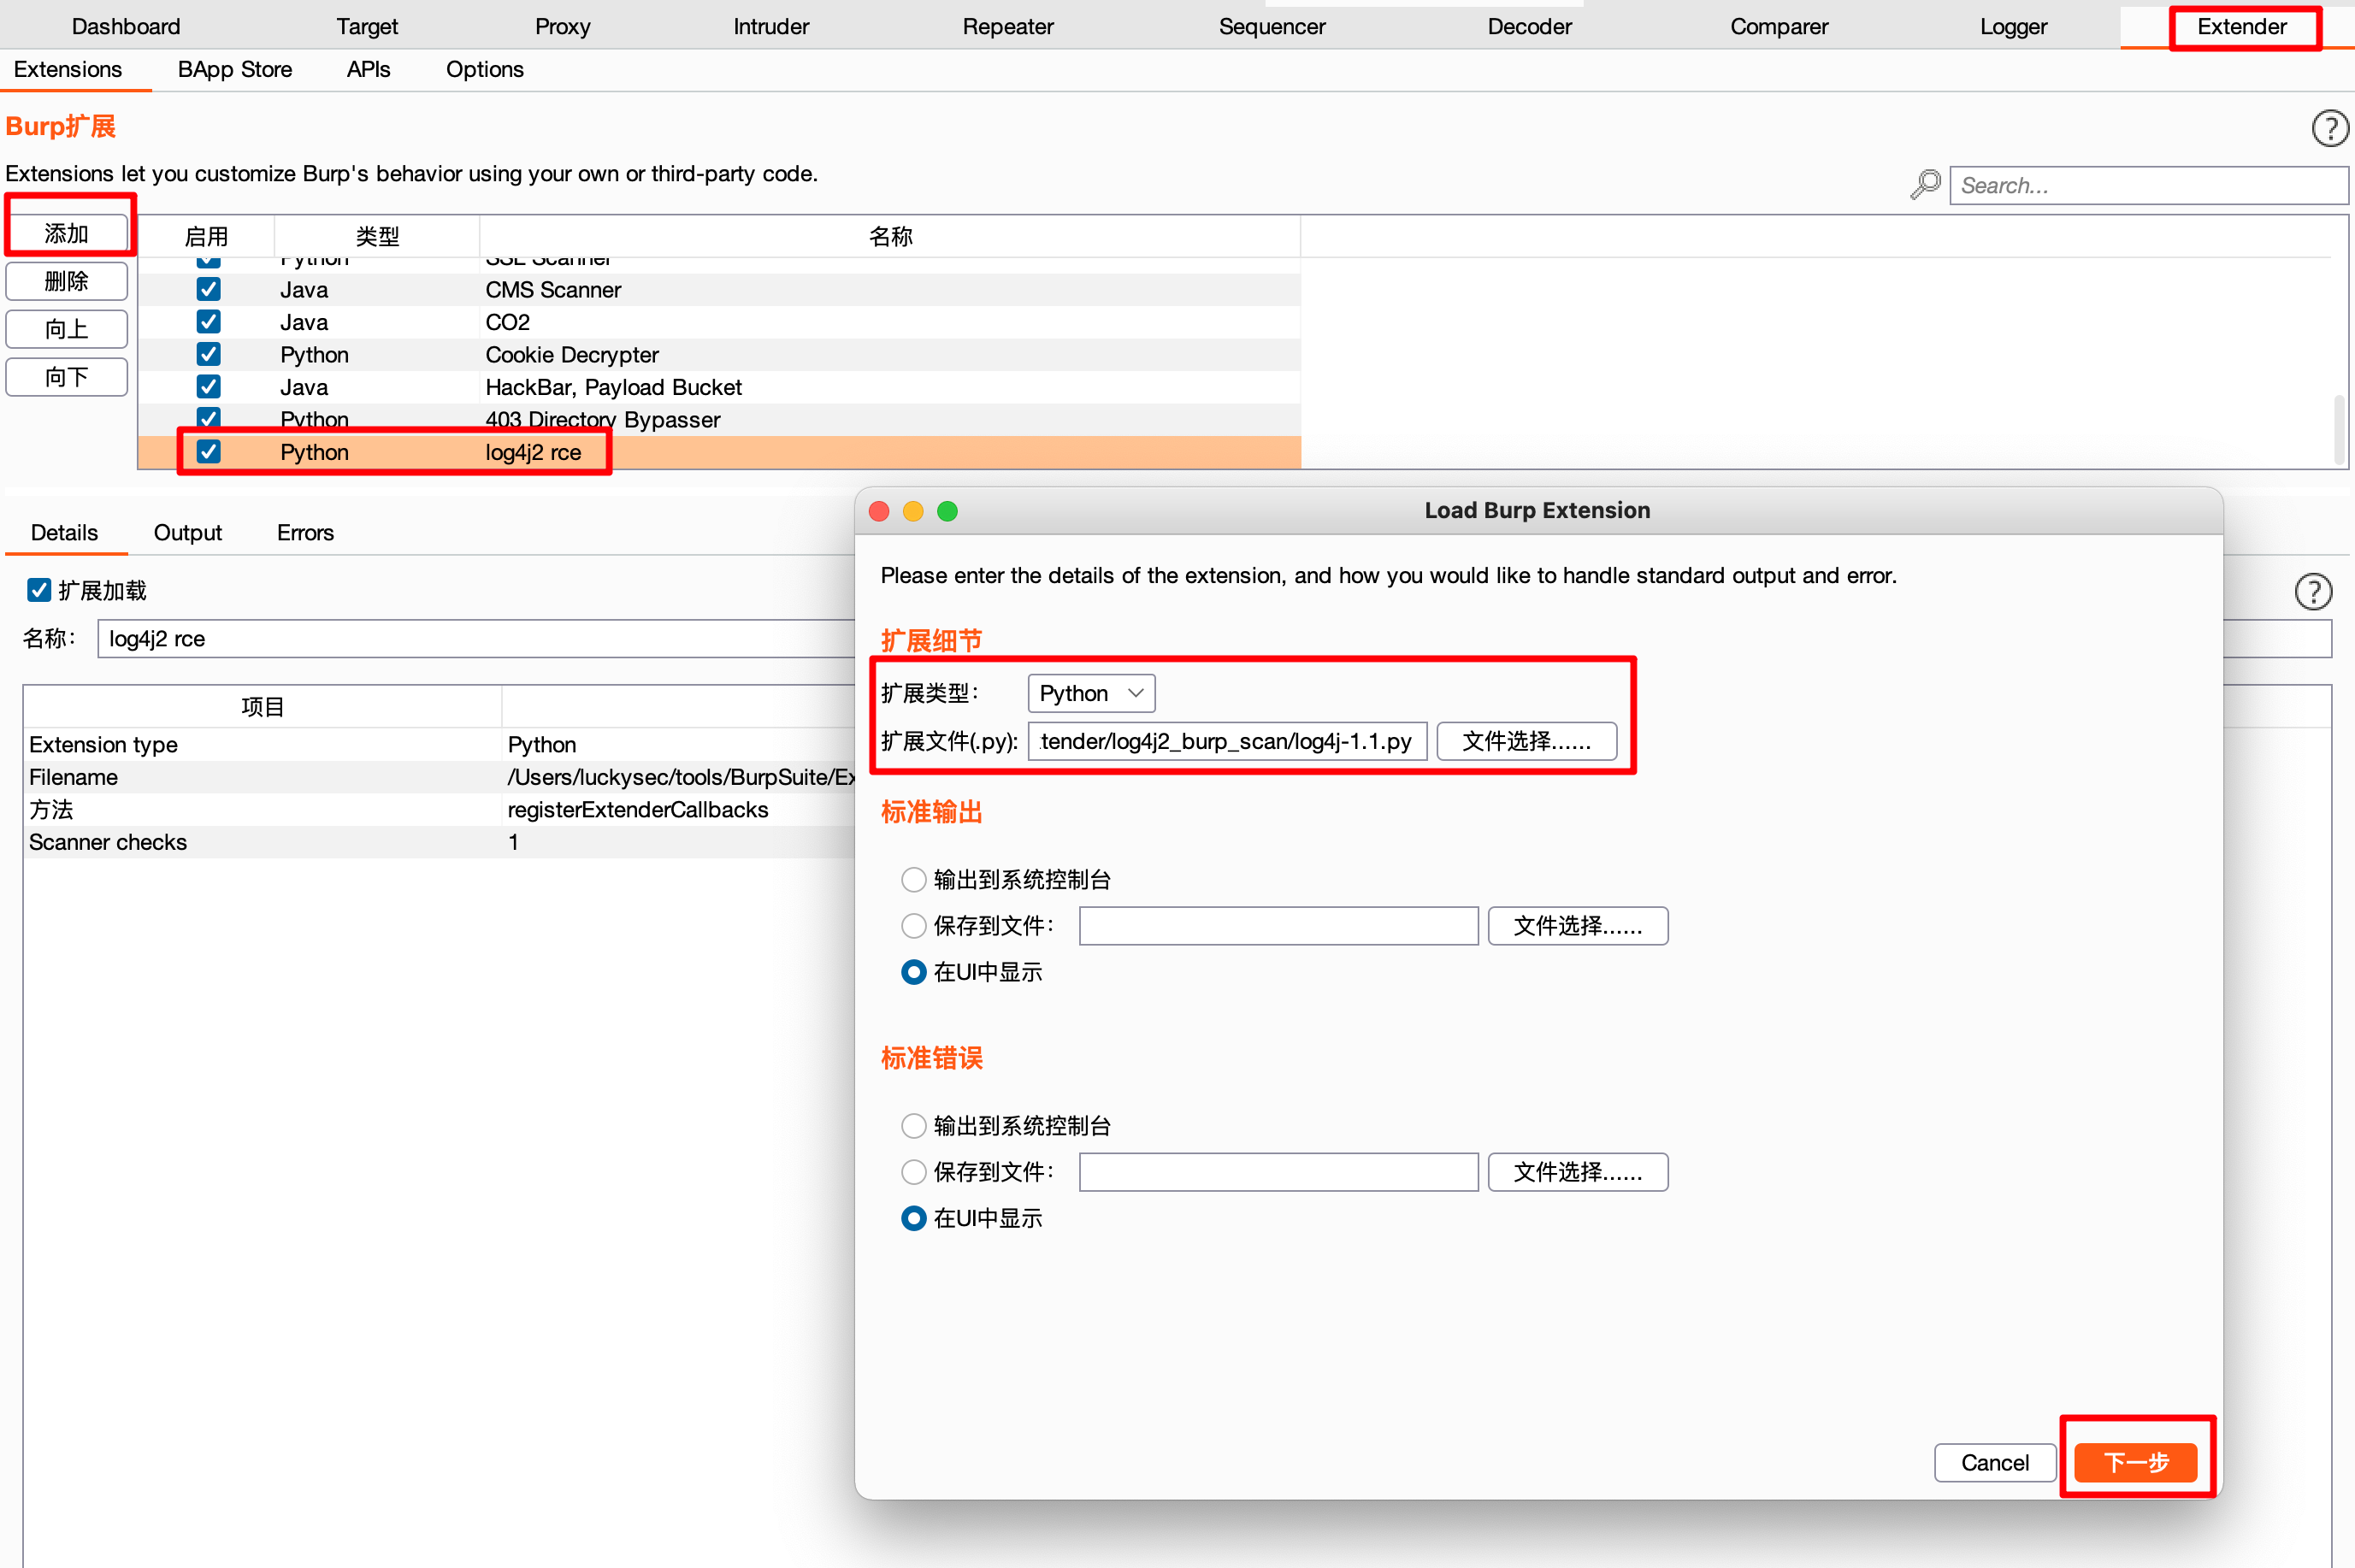 Dashboard Target Proxy Intruder Repeater Sequencer Decoder Comparer Logger Extender
Extensions BApp Store APIs Options
Burp扩展
Extensions let you customize Burp's behavior using your own or third-party code.
Search...
添加
删除
向上
向下
启用 类型 名称
Python SSL Scanner
Java CMS Scanner
Java CO2
Python Cookie Decrypter
Java HackBar, Payload Bucket
Python 403 Directory Bypasser
Python log4j2 rce
Details Output Errors
扩展加载
名称: log4j2 rce
项目
Extension type Python
Filename /Users/luckysec/tools/BurpSuite/Ex
方法 registerExtenderCallbacks
Scanner checks 1
Load Burp Extension
Please enter the details of the extension, and how you would like to handle standard output and error.
扩展细节
扩展类型: Python
扩展文件(.py): tender/log4j2_burp_scan/log4j-1.1.py 文件选择......
标准输出
输出到系统控制台
保存到文件: 文件选择......
在UI中显示
标准错误
输出到系统控制台
保存到文件: 文件选择......
在UI中显示
Cancel 下一步